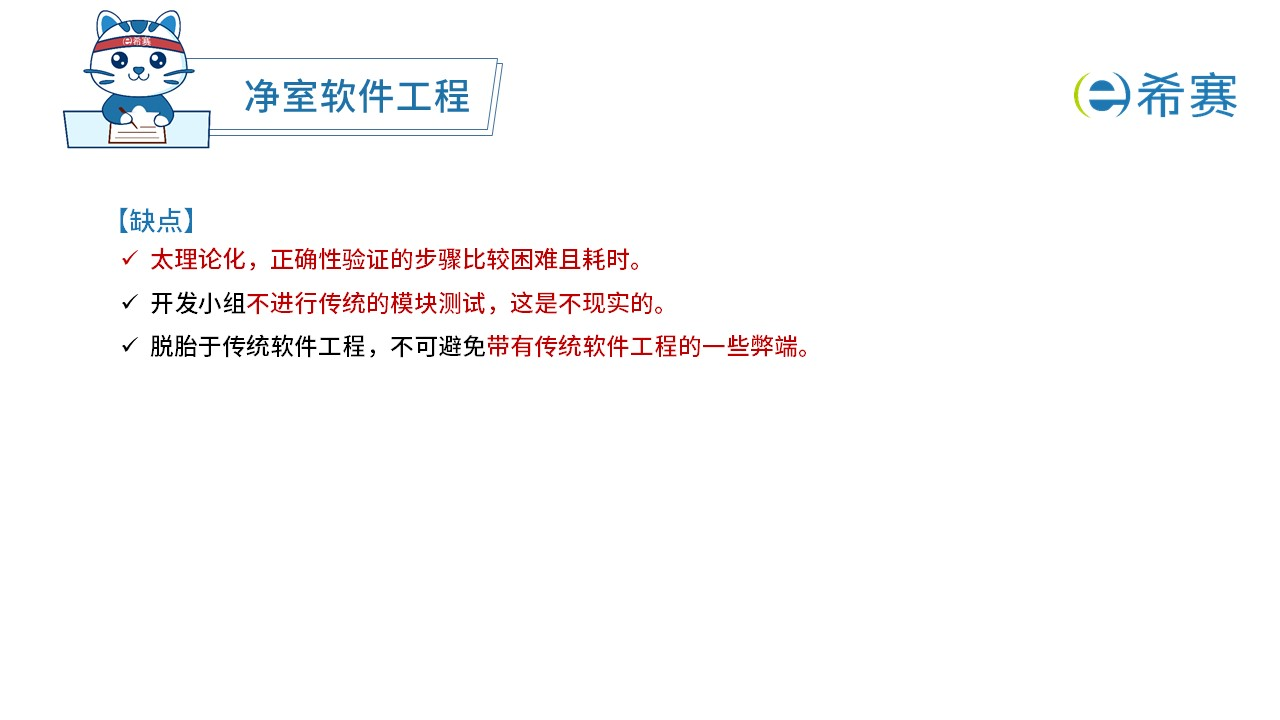 希赛
净室软件工程
希赛
【缺点】
✓ 太理论化，正确性验证的步骤比较困难且耗时。
✓ 开发小组不进行传统的模块测试，这是不现实的。
✓ 脱胎于传统软件工程，不可避免带有传统软件工程的一些弊端。